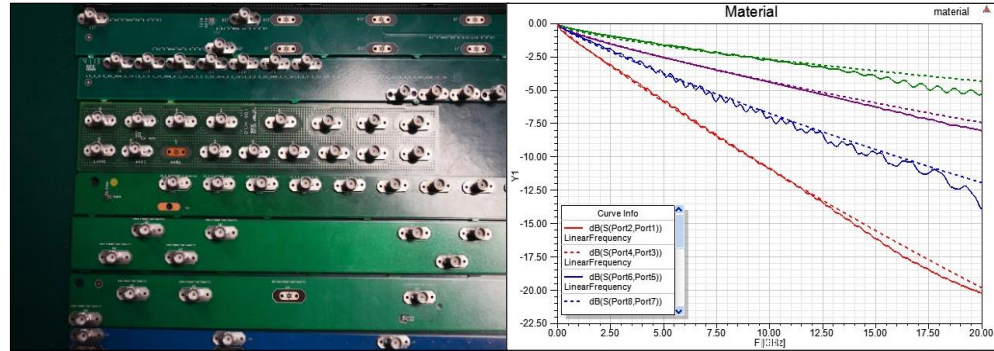 Material
material
0.00
-2.50
-5.00
-7.50
-10.00
Y1
-12.50
-15.00
-17.50
-20.00
-22.50
Curve Info
dB(S(Port2,Port1))
LinearFrequency
dB(S(Port4,Port3))
LinearFrequency
dB(S(Port6,Port5))
LinearFrequency
dB(S(Port8,Port7))
0.00 2.50 5.00 7.50 10.00 12.50 15.00 17.50 20.00
F [GHz]